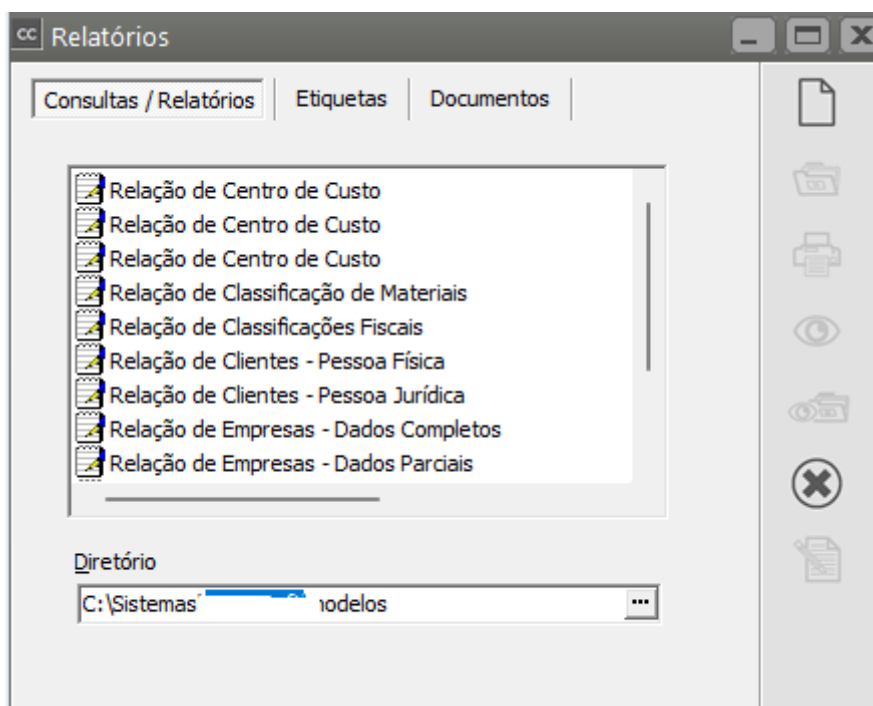 cc Relatórios
Consultas / Relatórios Etiquetas Documentos
Relação de Centro de Custo
Relação de Centro de Custo
Relação de Centro de Custo
Relação de Classificação de Materiais
Relação de Classificações Fiscais
Relação de Clientes - Pessoa Física
Relação de Clientes - Pessoa Jurídica
Relação de Empresas - Dados Completos
Relação de Empresas - Dados Parciais
Diretório
C:\Sistemas
...